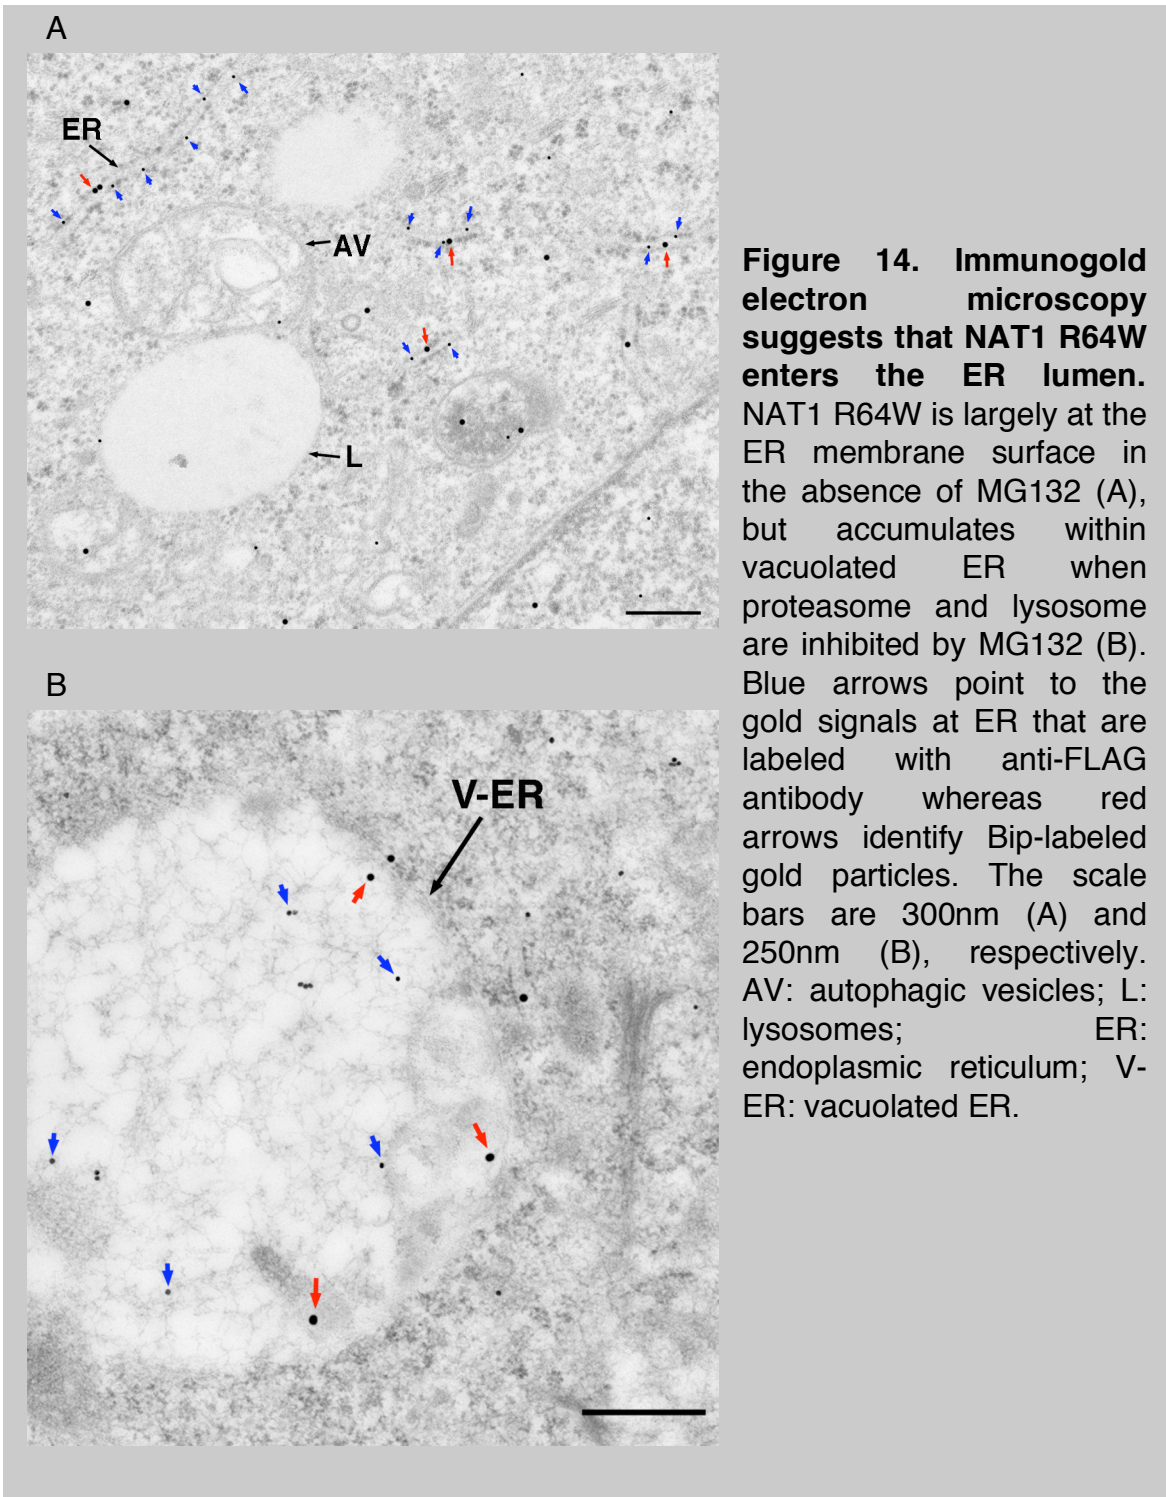 A
ER
AV
L
B
V-ER
Figure 14. Immunogold
electron microscopy
suggests that NAT1 R64W
enters the ER lumen.
NAT1 R64W is largely at the
ER membrane surface in
the absence of MG132 (A),
but accumulates within
vacuolated ER when
proteasome and lysosome
are inhibited by MG132 (B).
Blue arrows point to the
gold signals at ER that are
labeled with anti-FLAG
antibody whereas red
arrows identify Bip-labeled
gold particles. The scale
bars are 300nm (A) and
250nm (B), respectively.
AV: autophagic vesicles; L:
lysosomes; ER:
endoplasmic reticulum; V-
ER: vacuolated ER.